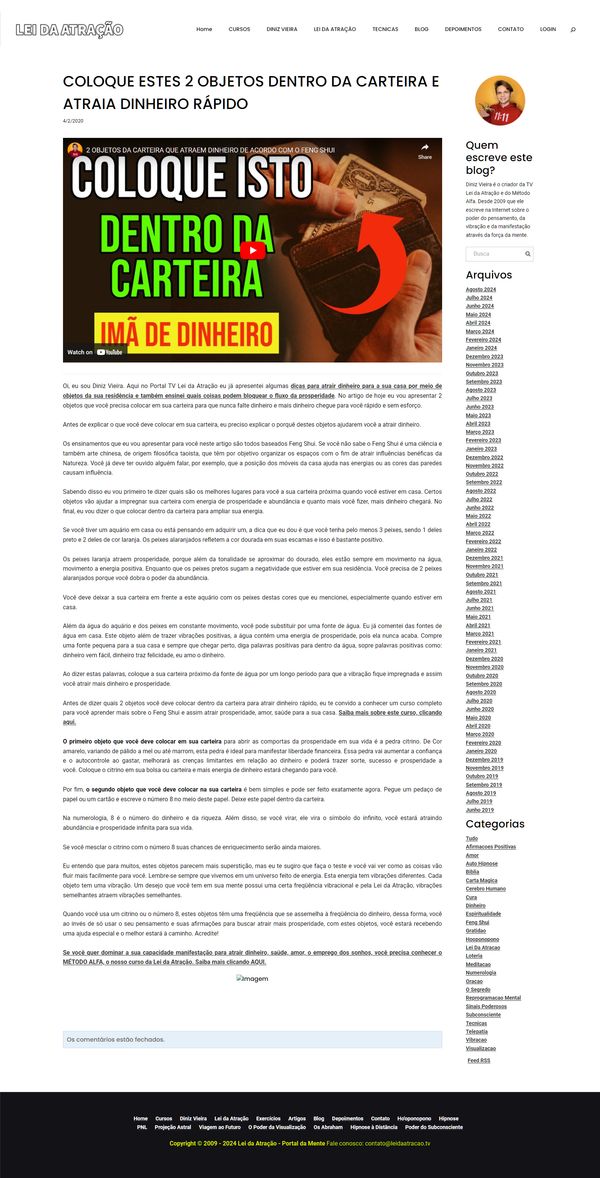 LEI DA ATRAÇÃO
Home CURSOS DINIZ VIEIRA LEI DA ATRAÇÃO TECNICAS BLOG DEPOIMENTOS CONTATO LOGIN
COLOQUE ESTES 2 OBJETOS DENTRO DA CARTEIRA E
ATRAIA DINHEIRO RÁPIDO
4/2/2020
2 OBJETOS DA CARTEIRA QUE ATRAEM DINHEIRO DE ACORDO COM O FENG SHUI
Share
COLOQUE ISTO
DENTRO DA
CARTEIRA
IMÃ DE DINHEIRO
Watch on YouTube
Oi, eu sou Diniz Vieira. Aqui no Portal TV Lei da Atração eu já apresentei algumas dicas para atrair dinheiro para a sua casa por meio de
objetos da sua residência e também ensinei quais coisas podem bloquear o fluxo da prosperidade. No artigo de hoje eu vou apresentar 2
objetos que você precisa colocar em sua carteira para que nunca falte dinheiro e mais dinheiro chegue para você rápido e sem esforço.
Antes de explicar o que você deve colocar em sua carteira, eu preciso explicar o porquê destes objetos ajudarem você a atrair dinheiro.
Os ensinamentos que eu vou apresentar para você neste artigo são todos baseados Feng Shui. Se você não sabe o Feng Shui é uma ciência e
também arte chinesa, de origem filosófica taoista, que têm por objetivo organizar os espaços com o fim de atrair influências benéficas da
Natureza. Você já deve ter ouvido alguém falar, por exemplo, que a posição dos móveis da casa ajuda nas energias ou as cores das paredes
causam influência.
Sabendo disso eu vou primeiro te dizer quais são os melhores lugares para você a sua carteira próxima quando você estiver em casa. Certos
objetos vão ajudar a impregnar sua carteira com energia de prosperidade e abundância e quanto mais você fizer, mais dinheiro chegará. No
final, eu vou dizer o que colocar dentro da carteira para ampliar sua energia.
Se você tiver um aquário em casa ou está pensando em adquirir um, a dica que eu dou é que você tenha pelo menos 3 peixes, sendo 1 deles
preto e 2 deles de cor laranja. Os peixes alaranjados refletem a cor dourada em suas escamas e isso é bastante positivo.
Os peixes laranja atraem prosperidade, porque além da tonalidade se aproximar do dourado, eles estão sempre em movimento na água,
movimento a energia positiva. Enquanto que os peixes pretos sugam a negatividade que estiver em sua residência. Você precisa de 2 peixes
alaranjados porque você dobra o poder da abundância.
Você deve deixar a sua carteira em frente a este aquário com os peixes destas cores que eu mencionei, especialmente quando estiver em
casa.
Além da água do aquário e dos peixes em constante movimento, você pode substituir por uma fonte de água. Eu já comentei das fontes de
água em casa. Este objeto além de trazer vibrações positivas, a água contém uma energia de prosperidade, pois ela nunca acaba. Compre
uma fonte pequena para a sua casa e sempre que chegar perto, diga palavras positivas para dentro da água, sopre palavras positivas como:
dinheiro vem fácil, dinheiro traz felicidade, eu amo o dinheiro.
Ao dizer estas palavras, coloque a sua carteira próximo da fonte de água por um longo período para que a vibração fique impregnada e assim
você irá atrair mais dinheiro e prosperidade.
Antes de dizer quais 2 objetos você deve colocar dentro da carteira para atrair dinheiro rápido, eu te convido a conhecer um curso completo
para você aprender mais sobre o Feng Shui e assim atrair prosperidade, amor, saúde para a sua casa. Saiba mais sobre este curso, clicando
aqui.
O primeiro objeto que você deve colocar em sua carteira para abrir as comportas da prosperidade em sua vida é a pedra citrino. De Cor
amarelo, variando de pálido a mel ou até marrom, esta pedra é ideal para manifestar liberdade financeira. Essa pedra vai aumentar a confiança
e o autocontrole ao gastar, melhorará as crenças limitantes em relação ao dinheiro e poderá trazer sorte, sucesso e prosperidade a
você. Coloque o citrino em sua bolsa ou carteira e mais energia de dinheiro estará chegando para você.
Por fim, o segundo objeto que você deve colocar na sua carteira é bem simples e pode ser feito exatamente agora. Pegue um pedaço de
papel ou um cartão e escreve o número 8 no meio deste papel. Deixe este papel dentro da carteira.
Na numerologia, 8 é o número do dinheiro e da riqueza. Além disso, se você virar, ele vira o símbolo do infinito, você estará atraindo
abundância e prosperidade infinita para sua vida.
Se você mesclar o citrino com o número 8 suas chances de enriquecimento serão ainda maiores.
Eu entendo que para muitos, estes objetos parecem mais superstição, mas eu te sugiro que faça o teste e você vai ver como as coisas vão
fluir mais facilmente para você. Lembre-se sempre que vivemos em um universo feito de energia. Esta energia tem vibrações diferentes. Cada
objeto tem uma vibração. Um desejo que você tem em sua mente possui uma certa freqüência vibracional e pela Lei da Atração, vibrações
semelhantes atraem vibrações semelhantes.
Quando você usa um citrino ou o número 8, estes objetos têm uma freqüência que se assemelha à freqüência do dinheiro, dessa forma, você
ao invés de só usar o seu pensamento e suas afirmações para buscar atrair mais prosperidade, com estes objetos, você estará recebendo
uma ajuda especial e o melhor estará à caminho. Acredite!
Se você quer dominar a sua capacidade manifestação para atrair dinheiro, saúde, amor, o emprego dos sonhos, você precisa conhecer o
MÉTODO ALFA, o nosso curso da Lei da Atração. Saiba mais clicando AQUI.
Imagem
Os comentários estão fechados.
11:11
Quem
escreve este
blog?
Diniz Vieira é o criador da TV
Lei da Atração e do Método
Alfa. Desde 2009 que ele
escreve na Internet sobre o
poder do pensamento, da
vibração e da manifestação
através da força da mente.
Busca
Arquivos
Agosto 2024
Julho 2024
Junho 2024
Maio 2024
Abril 2024
Março 2024
Fevereiro 2024
Janeiro 2024
Dezembro 2023
Novembro 2023
Outubro 2023
Setembro 2023
Agosto 2023
Julho 2023
Junho 2023
Maio 2023
Abril 2023
Março 2023
Fevereiro 2023
Janeiro 2023
Dezembro 2022
Novembro 2022
Outubro 2022
Setembro 2022
Agosto 2022
Julho 2022
Junho 2022
Maio 2022
Abril 2022
Março 2022
Fevereiro 2022
Janeiro 2022
Dezembro 2021
Novembro 2021
Outubro 2021
Setembro 2021
Agosto 2021
Julho 2021
Junho 2021
Maio 2021
Abril 2021
Março 2021
Fevereiro 2021
Janeiro 2021
Dezembro 2020
Novembro 2020
Outubro 2020
Setembro 2020
Agosto 2020
Julho 2020
Junho 2020
Maio 2020
Abril 2020
Março 2020
Fevereiro 2020
Janeiro 2020
Dezembro 2019
Novembro 2019
Outubro 2019
Setembro 2019
Agosto 2019
Julho 2019
Junho 2019
Categorias
Tudo
Afirmacoes Positivas
Amor
Auto Hipnose
Biblia
Carta Magica
Cerebro Humano
Cura
Dinheiro
Espiritualidade
Feng Shui
Gratidao
Hooponopono
Lei Da Atracao
Loteria
Meditacao
Numerologia
Oracao
O Segredo
Reprogramacao Mental
Sinais Poderosos
Subconsciente
Tecnicas
Telepatia
Vibracao
Visualizacao
Feed RSS
Home Cursos Diniz Vieira Lei da Atração Exercícios Artigos Blog Depoimentos Contato Ho'oponopono Hipnose
PNL Projeção Astral Viagem ao Futuro O Poder da Visualização Os Abraham Hipnose à Distância Poder do Subconsciente
Copyright © 2009 - 2024 Lei da Atração - Portal da Mente Fale conosco: contato@leidaatracao.tv